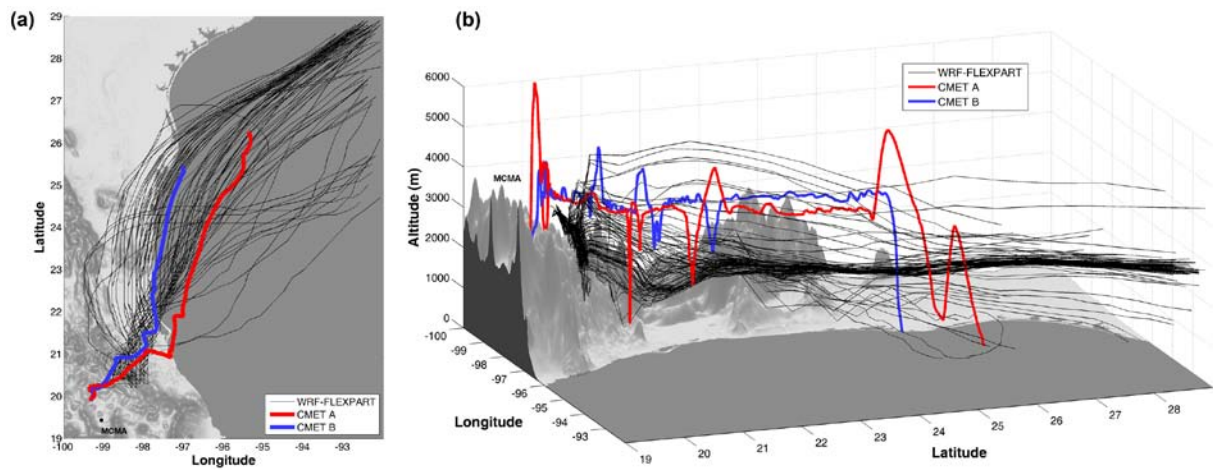 (a)
29
28
27
26
25
24
23
22
21
20
19
Latitude
-100 -99 -98 -97 -96 -95 -94 -93
Longitude
MCMA
WRF-FLEXPART
CMET A
CMET B
(b)
6000
5000
4000
3000
2000
1000
0
Altitude (m)
MCMA
WRF-FLEXPART
CMET A
CMET B
-100
-99
-98
-97
-96
-95
-94
-93
Longitude
19 20 21 22 23 24 25 26 27 28
Latitude